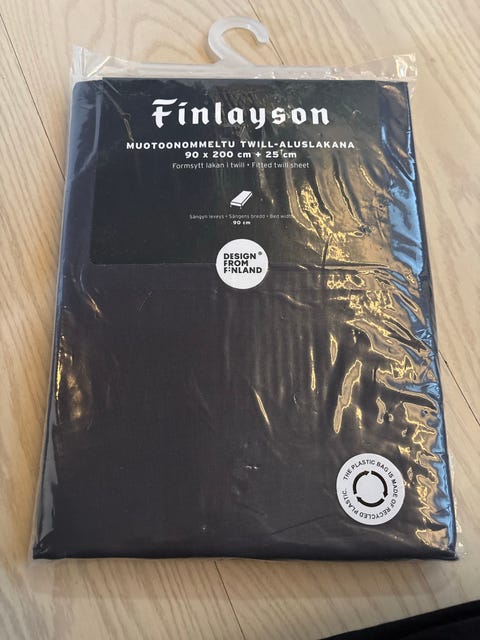 Finlayson
MUOTOONOMMELTU TWILL-ALUSLAKANA
90 x 200 cm + 25 cm
Formsytt lakan i twill • Fitted twill sheet
Sängyn leveys • Sängens bredd • Bed width
90 cm
DESIGN®
FROM
FINLAND
THE PLASTIC BAG IS MADE OF RECYCLED PLASTIC.